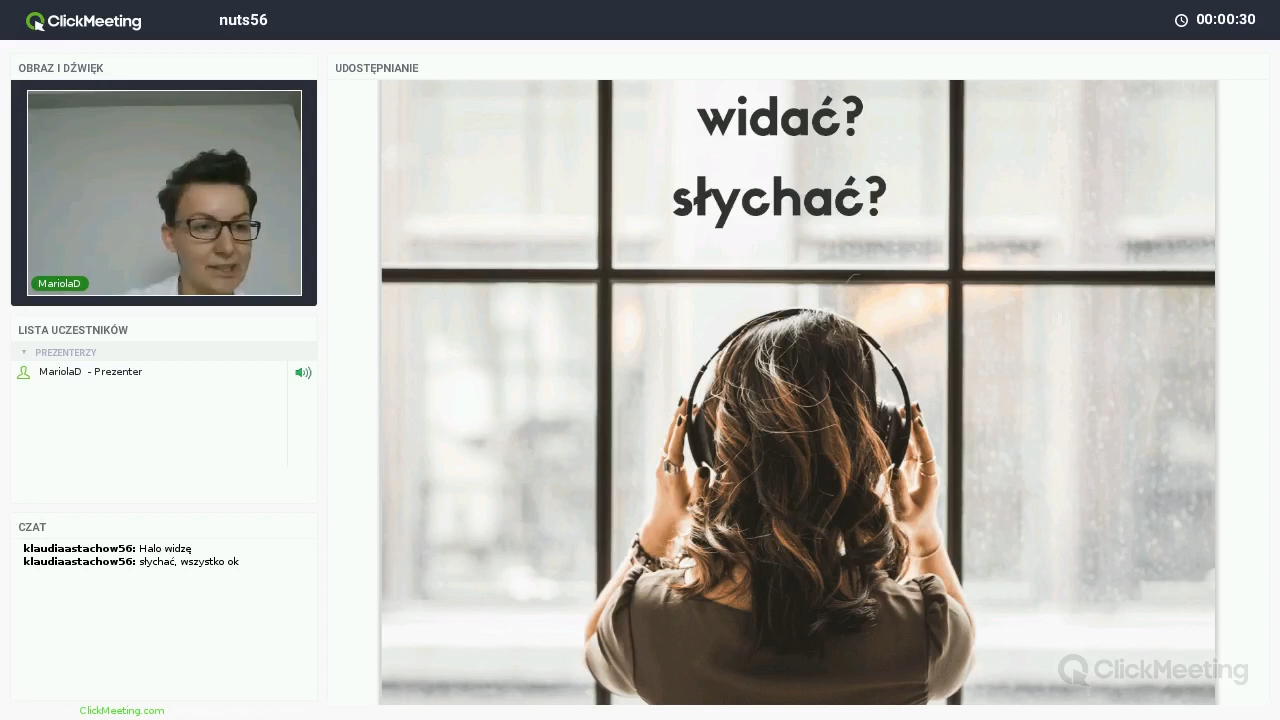 ClickMeeting
nuts56
00:00:30
OBRAZ I DŹWIĘK
MariolaD
LISTA UCZESTNIKÓW
PREZENTERZY
MariolaD - Prezenter
CZAT
klaudiaastachow56: Halo widzę
klaudiaastachow56: słychać, wszystko ok
ClickMeeting.com
UDOSTĘPNIANIE
widać?
słychać?
ClickMeeting